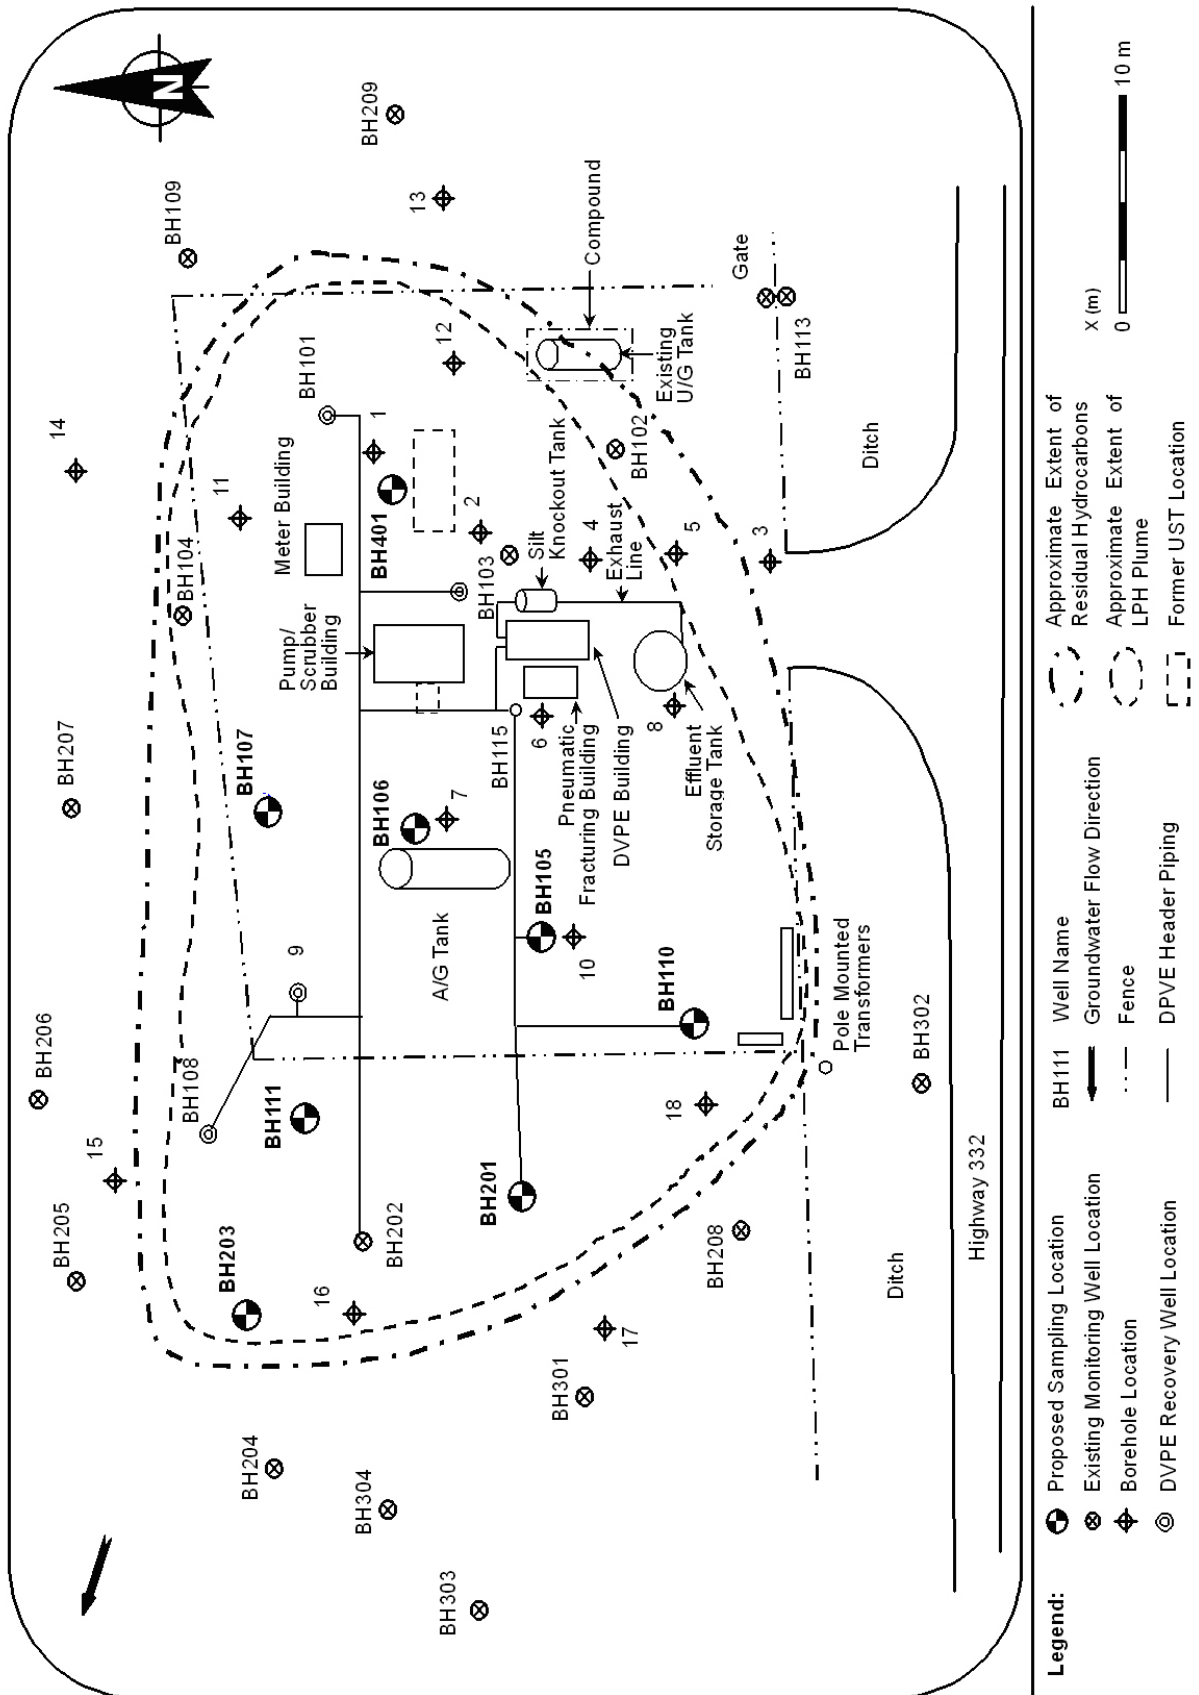 N
BH209
13
BH109
Compound
Gate
BH113
12
Existing
U/G Tank
BH101
1
14
Meter Building
11
BH401
2
BH102
Silt
Knockout Tank
4
Exhaust
Line
5
3
Ditch
BH104
BH103
Pump/
Scrubber
Building
BH207
BH107
BH106
7
BH115
6
Pneumatic
Fracturing Building
DVPE Building
8
Effluent
Storage Tank
BH105
10
A/G Tank
9
BH110
Pole Mounted
Transformers
BH302
BH206
BH108
BH111
15
18
BH205
BH201
BH202
BH203
16
BH208
Ditch
Highway 332
17
BH301
BH204
BH304
BH303
Legend:
Proposed Sampling Location
Existing Monitoring Well Location
Borehole Location
DVPE Recovery Well Location
BH111 Well Name
Groundwater Flow Direction
Fence
DPVE Header Piping
Approximate Extent of
Residual Hydrocarbons
Approximate Extent of
LPH Plume
Former UST Location
X (m)
0 10 m